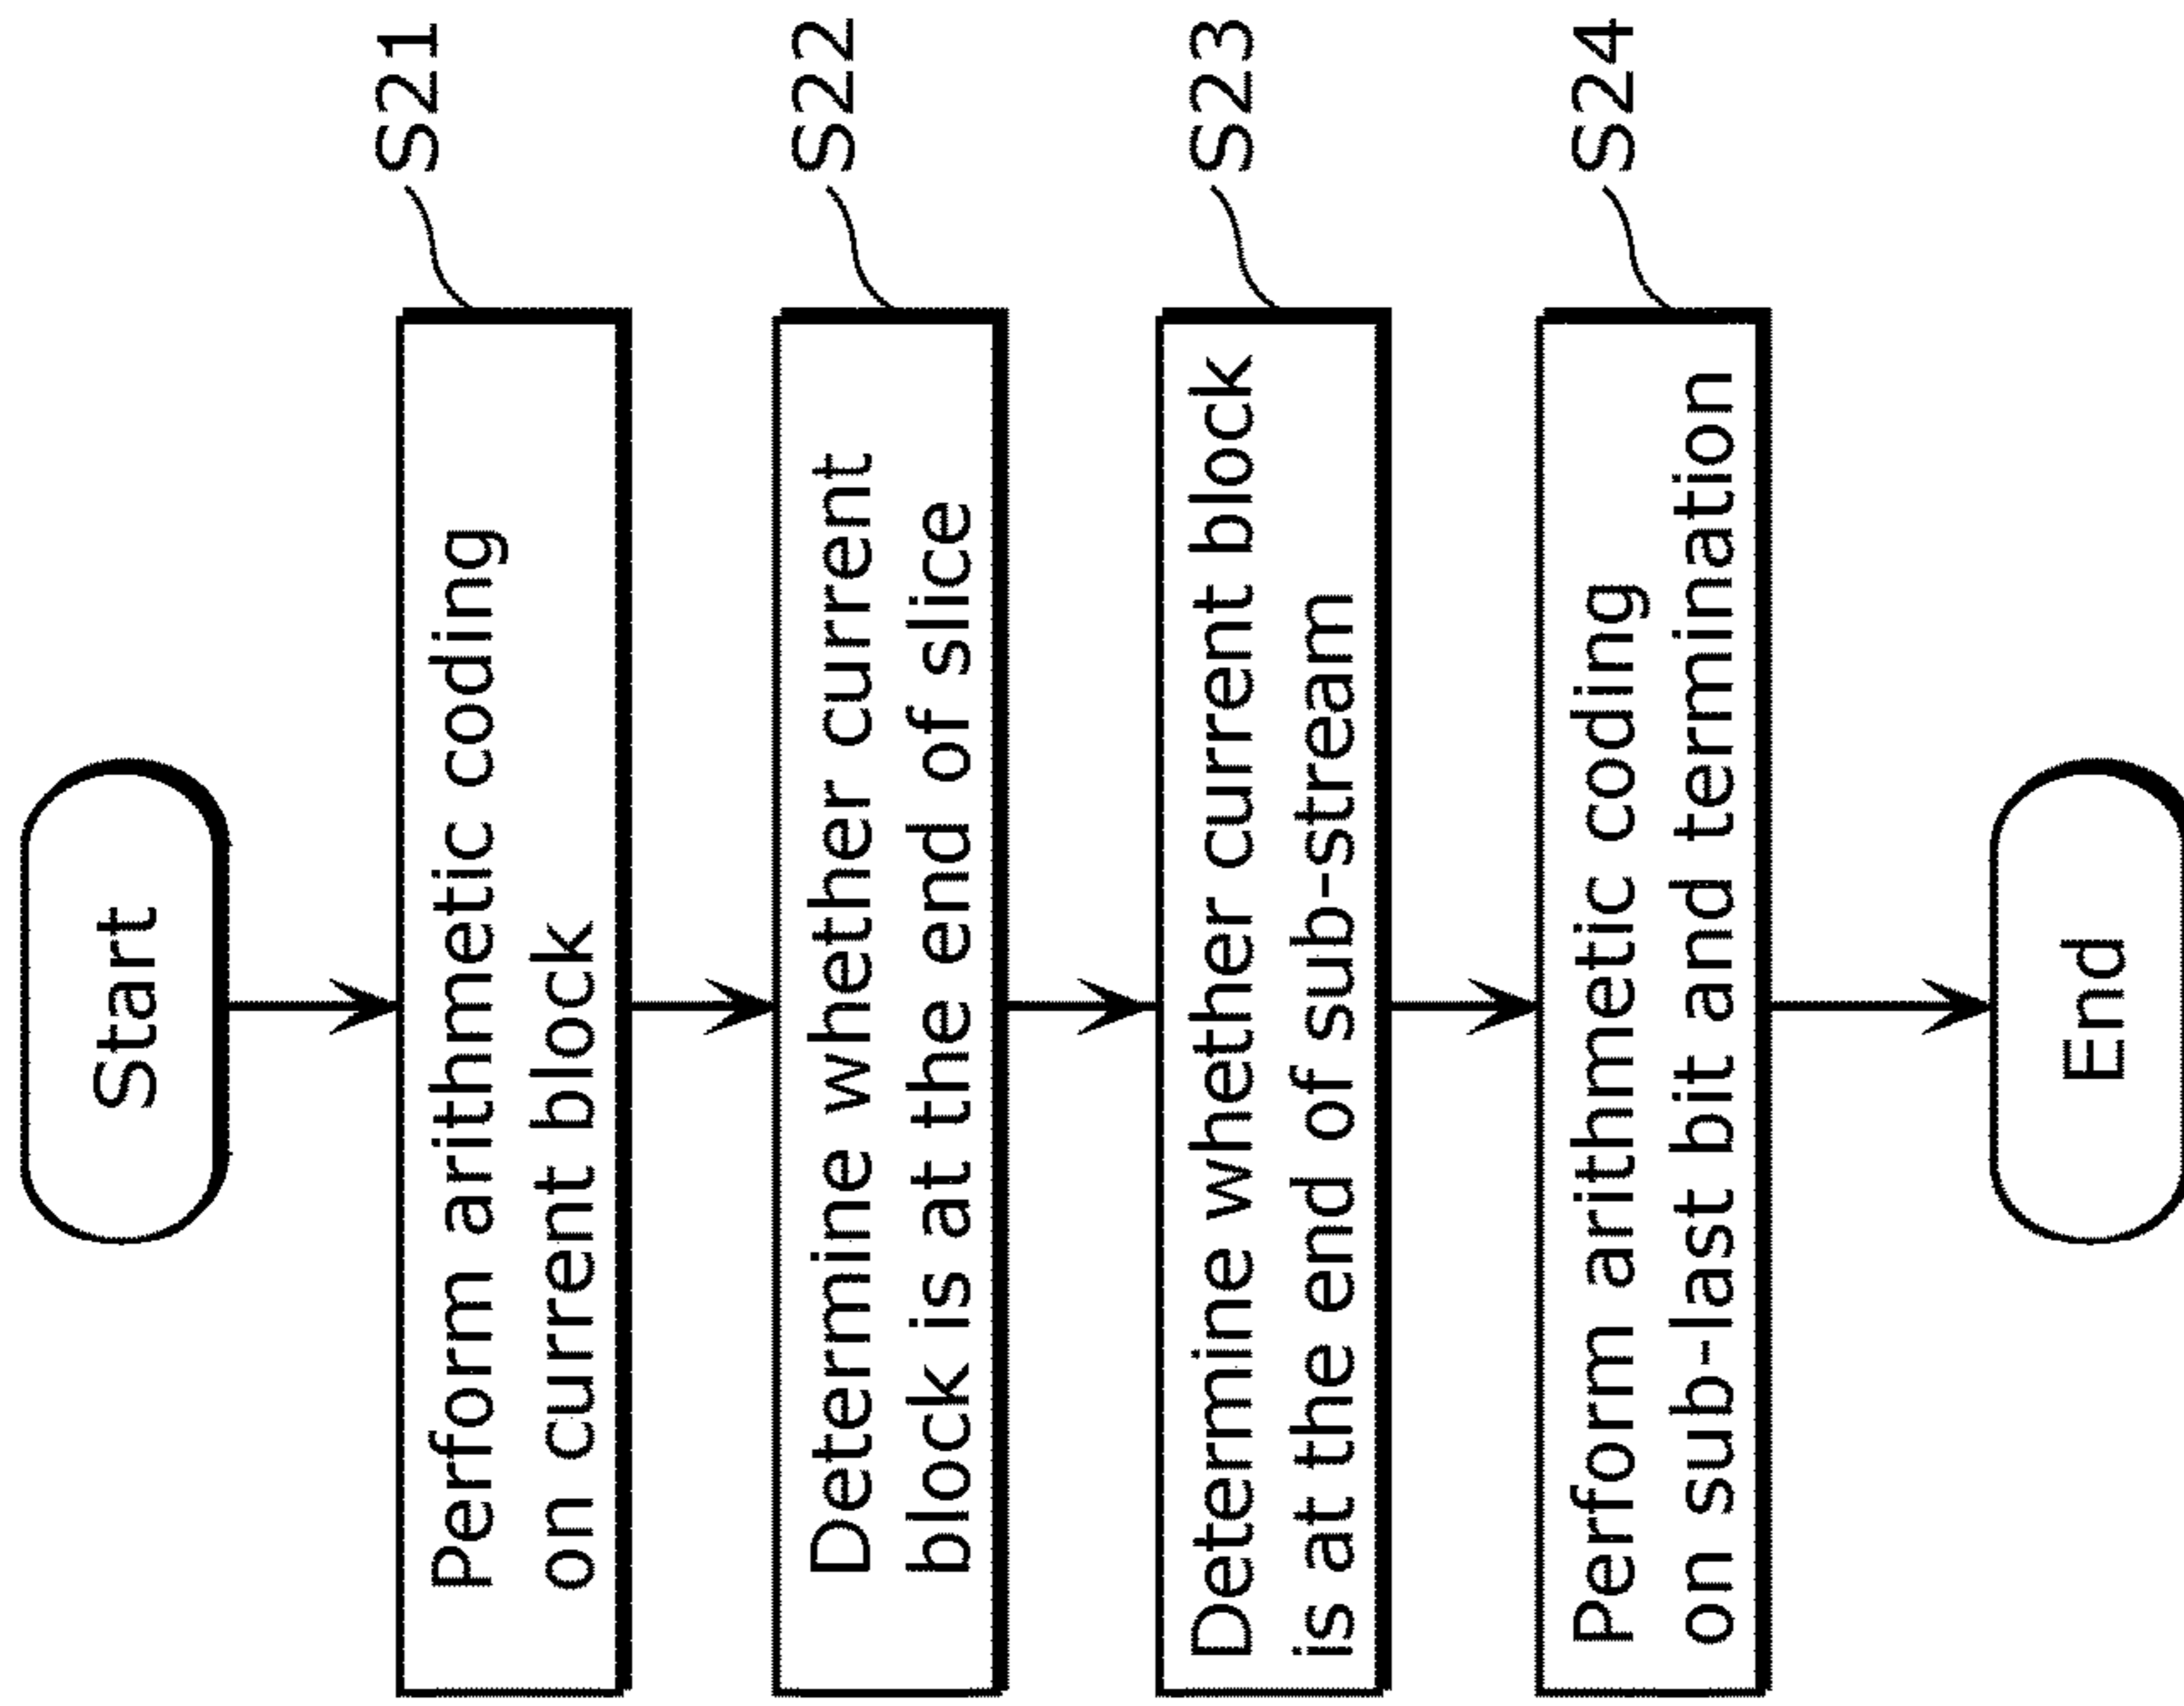 Start
S21
Perform arithmetic coding
on current block
S22
Determine whether current
block is at the end of slice
S23
Determine whether current block
is at the end of sub-stream
S24
Perform arithmetic coding
on sub-last bit and termination
End